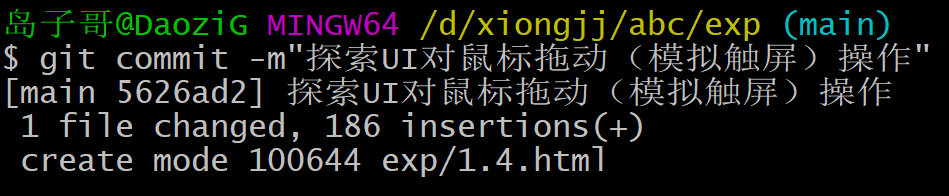 岛子哥@DaoziG MINGW64 /d/xiongjj/abc/exp (main)
$ git commit -m"探索UI对鼠标拖动（模拟触屏）操作"
[main 5626ad2] 探索UI对鼠标拖动（模拟触屏）操作
 1 file changed, 186 insertions(+)
 create mode 100644 exp/1.4.html